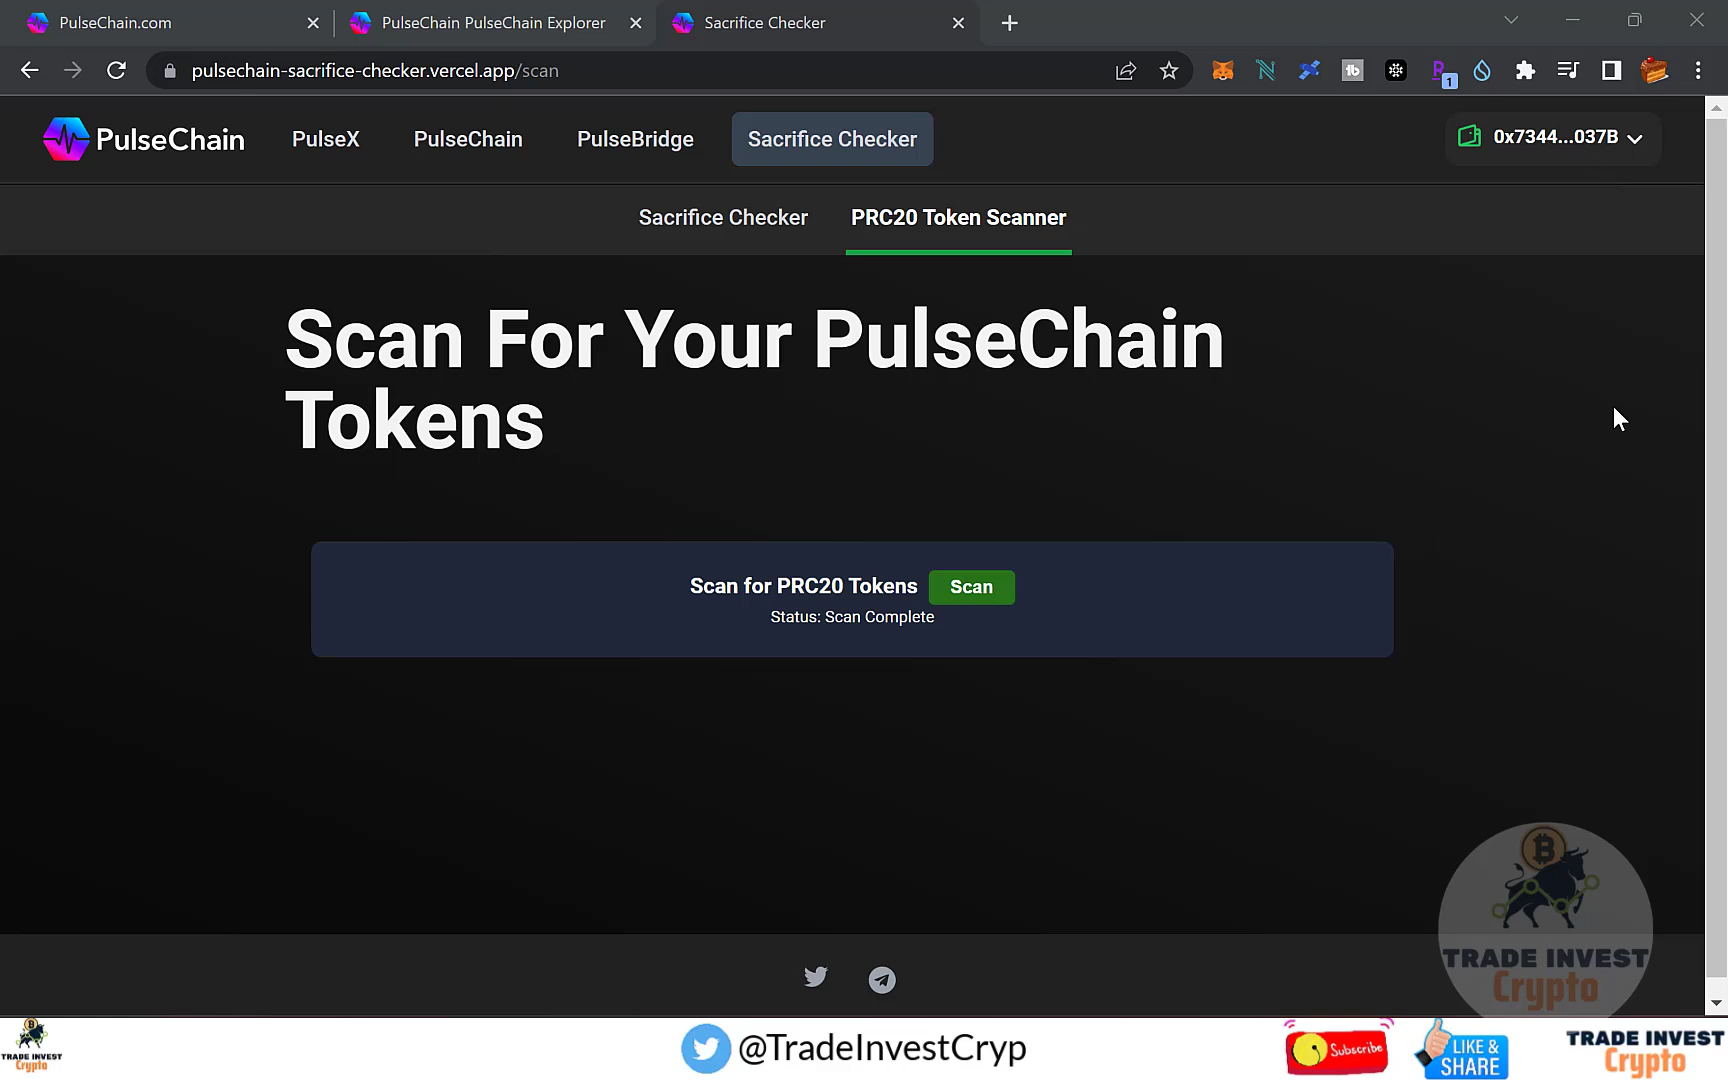 PulseChain.com
PulseChain PulseChain Explorer
Sacrifice Checker
pulsechain-sacrifice-checker.vercel.app/scan
tb
1
PulseChain
PulseX
PulseChain
PulseBridge
Sacrifice Checker
0x7344...037B
Sacrifice Checker
PRC20 Token Scanner
Scan For Your PulseChain
Tokens
Scan for PRC20 Tokens
Scan
Status: Scan Complete
TRADE INVEST
Crypto
TRADE INVEST
Crypto
@TradeInvestCryp
Subscribe
LIKE &
SHARE
TRADE INVEST
Crypto